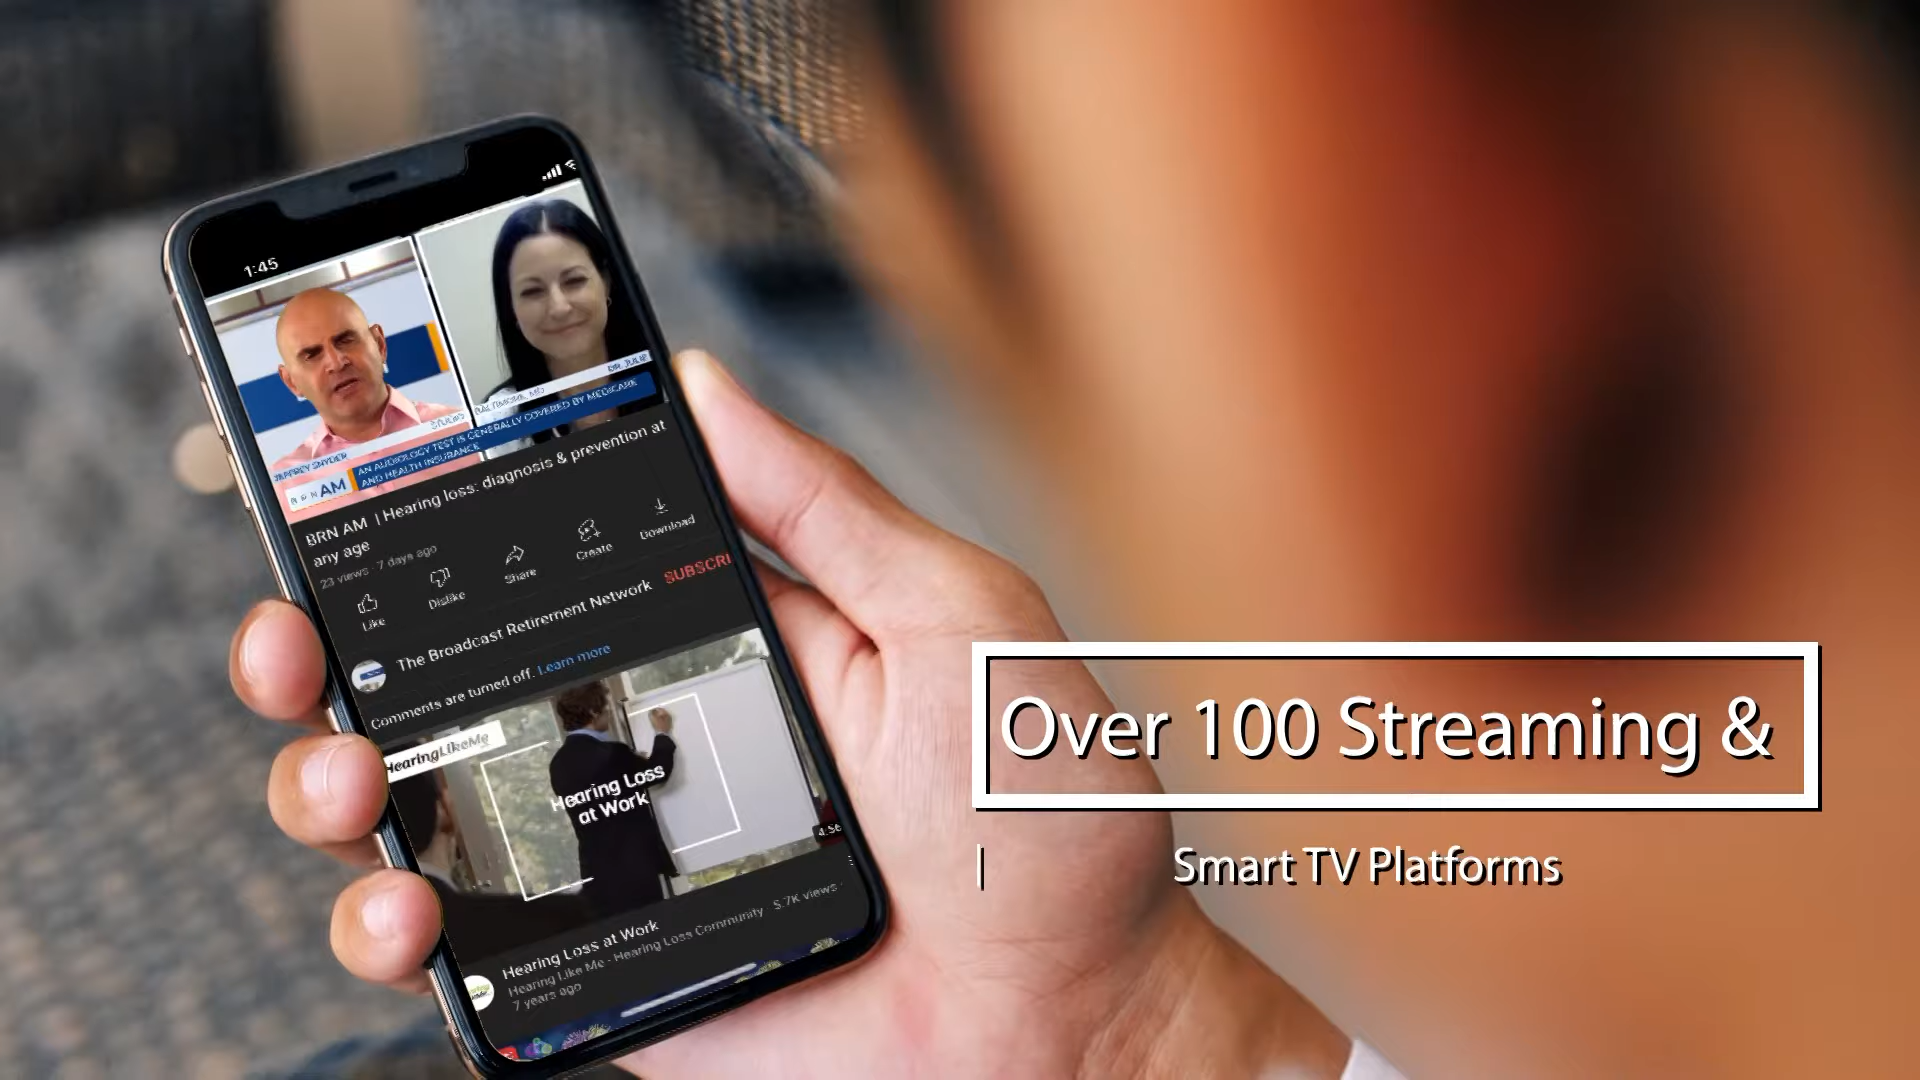 1:45
STUDIO
BALTIMORE, MD
DR. JULIE
JEFFREY SNYDER
BRN AM
AN AUDIOLOGY TEST IS GENERALLY COVERED BY MEDICARE
AND HEALTH INSURANCE
BRN AM | Hearing loss: diagnosis & prevention at
any age
23 views · 7 days ago
Like
Dislike
Share
Create
Download
The Broadcast Retirement Network
SUBSCRI
Comments are turned off. Learn more
HearingLikeMe
Hearing Loss
at Work
4:56
Hearing Loss at Work
Hearing Like Me - Hearing Loss Community · 5.7K views ·
7 years ago
Over 100 Streaming &
| Smart TV Platforms